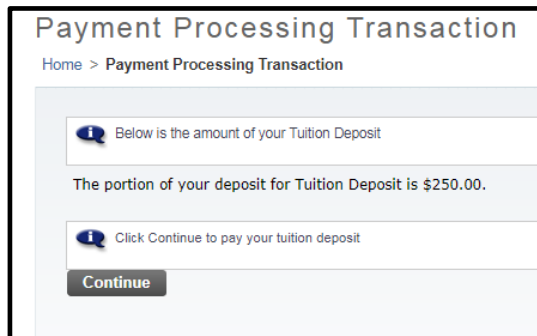 Payment Processing Transaction
Home > Payment Processing Transaction
Below is the amount of your Tuition Deposit
The portion of your deposit for Tuition Deposit is $250.00.
Click Continue to pay your tuition deposit
Continue